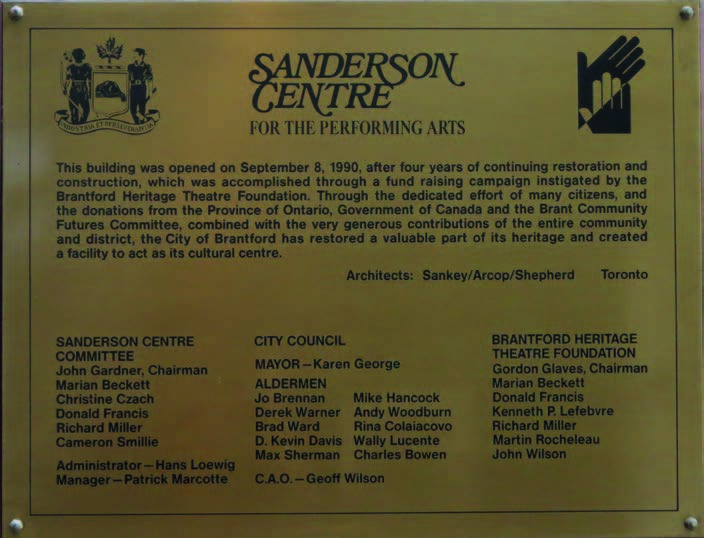 INDUSTRIA ET PERSEVERANTIA
SANDERSON
CENTRE
FOR THE PERFORMING ARTS
This building was opened on September 8, 1990, after four years of continuing restoration and
construction, which was accomplished through a fund raising campaign instigated by the
Brantford Heritage Theatre Foundation. Through the dedicated effort of many citizens, and
the donations from the Province of Ontario, Government of Canada and the Brant Community
Futures Committee, combined with the very generous contributions of the entire community
and district, the City of Brantford has restored a valuable part of its heritage and created
a facility to act as its cultural centre.
Architects: Sankey/Arcop/Shepherd Toronto
SANDERSON CENTRE
COMMITTEE
John Gardner, Chairman
Marian Beckett
Christine Czach
Donald Francis
Richard Miller
Cameron Smillie
Administrator—Hans Loewig
Manager—Patrick Marcotte
CITY COUNCIL
MAYOR—Karen George
ALDERMEN
Jo Brennan
Derek Warner
Brad Ward
D. Kevin Davis
Max Sherman
Mike Hancock
Andy Woodburn
Rina Colaiacovo
Wally Lucente
Charles Bowen
C.A.O.—Geoff Wilson
BRANTFORD HERITAGE
THEATRE FOUNDATION
Gordon Glaves, Chairman
Marian Beckett
Donald Francis
Kenneth P. Lefebvre
Richard Miller
Martin Rocheleau
John Wilson